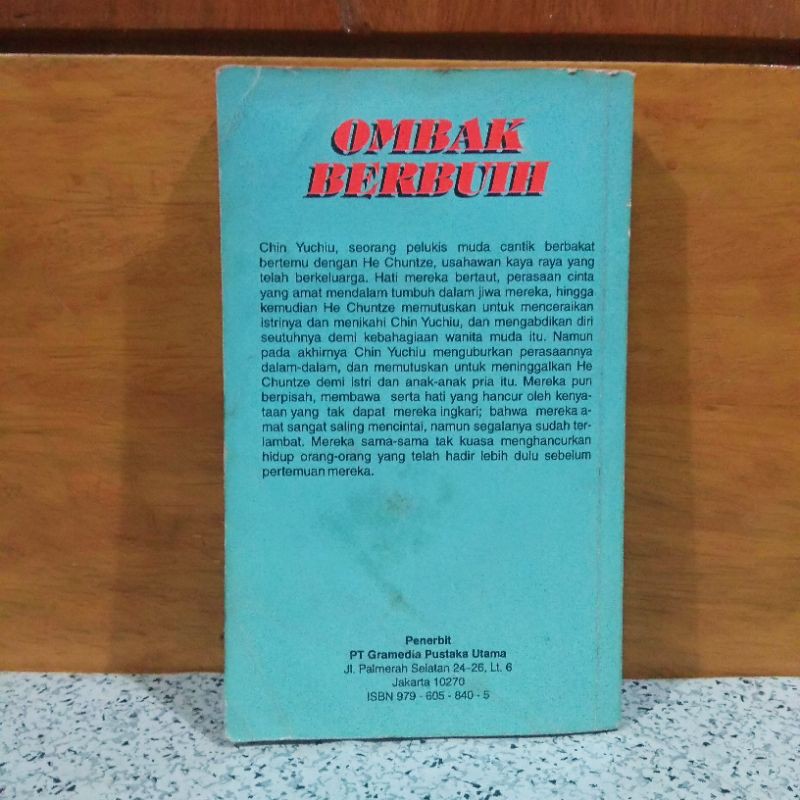 OMBAK
BERBUIH
Chin Yuchiu, seorang pelukis muda cantik berbakat
bertemu dengan He Chuntze, usahawan kaya raya yang
telah berkeluarga. Hati mereka bertaut, perasaan cinta
yang amat mendalam tumbuh dalam jiwa mereka, hingga
kemudian He Chuntze memutuskan untuk menceraikan
istrinya dan menikahi Chin Yuchiu, dan mengabdikan diri
seutuhnya demi kebahagiaan wanita muda itu. Namun
pada akhirnya Chin Yuchiu menguburkan perasaannya
dalam-dalam, dan memutuskan untuk meninggalkan He
Chuntze demi istri dan anak-anak pria itu. Mereka pun
berpisah, membawa serta hati yang hancur oleh kenya-
taan yang tak dapat mereka ingkari; bahwa mereka a-
mat sangat saling mencintai, namun segalanya sudah ter-
lambat. Mereka sama-sama tak kuasa menghancurkan
hidup orang-orang yang telah hadir lebih dulu sebelum
pertemuan mereka.
Penerbit
PT Gramedia Pustaka Utama
Jl. Palmerah Selatan 24-26, Lt. 6
Jakarta 10270
ISBN 979 - 605 - 840 - 5